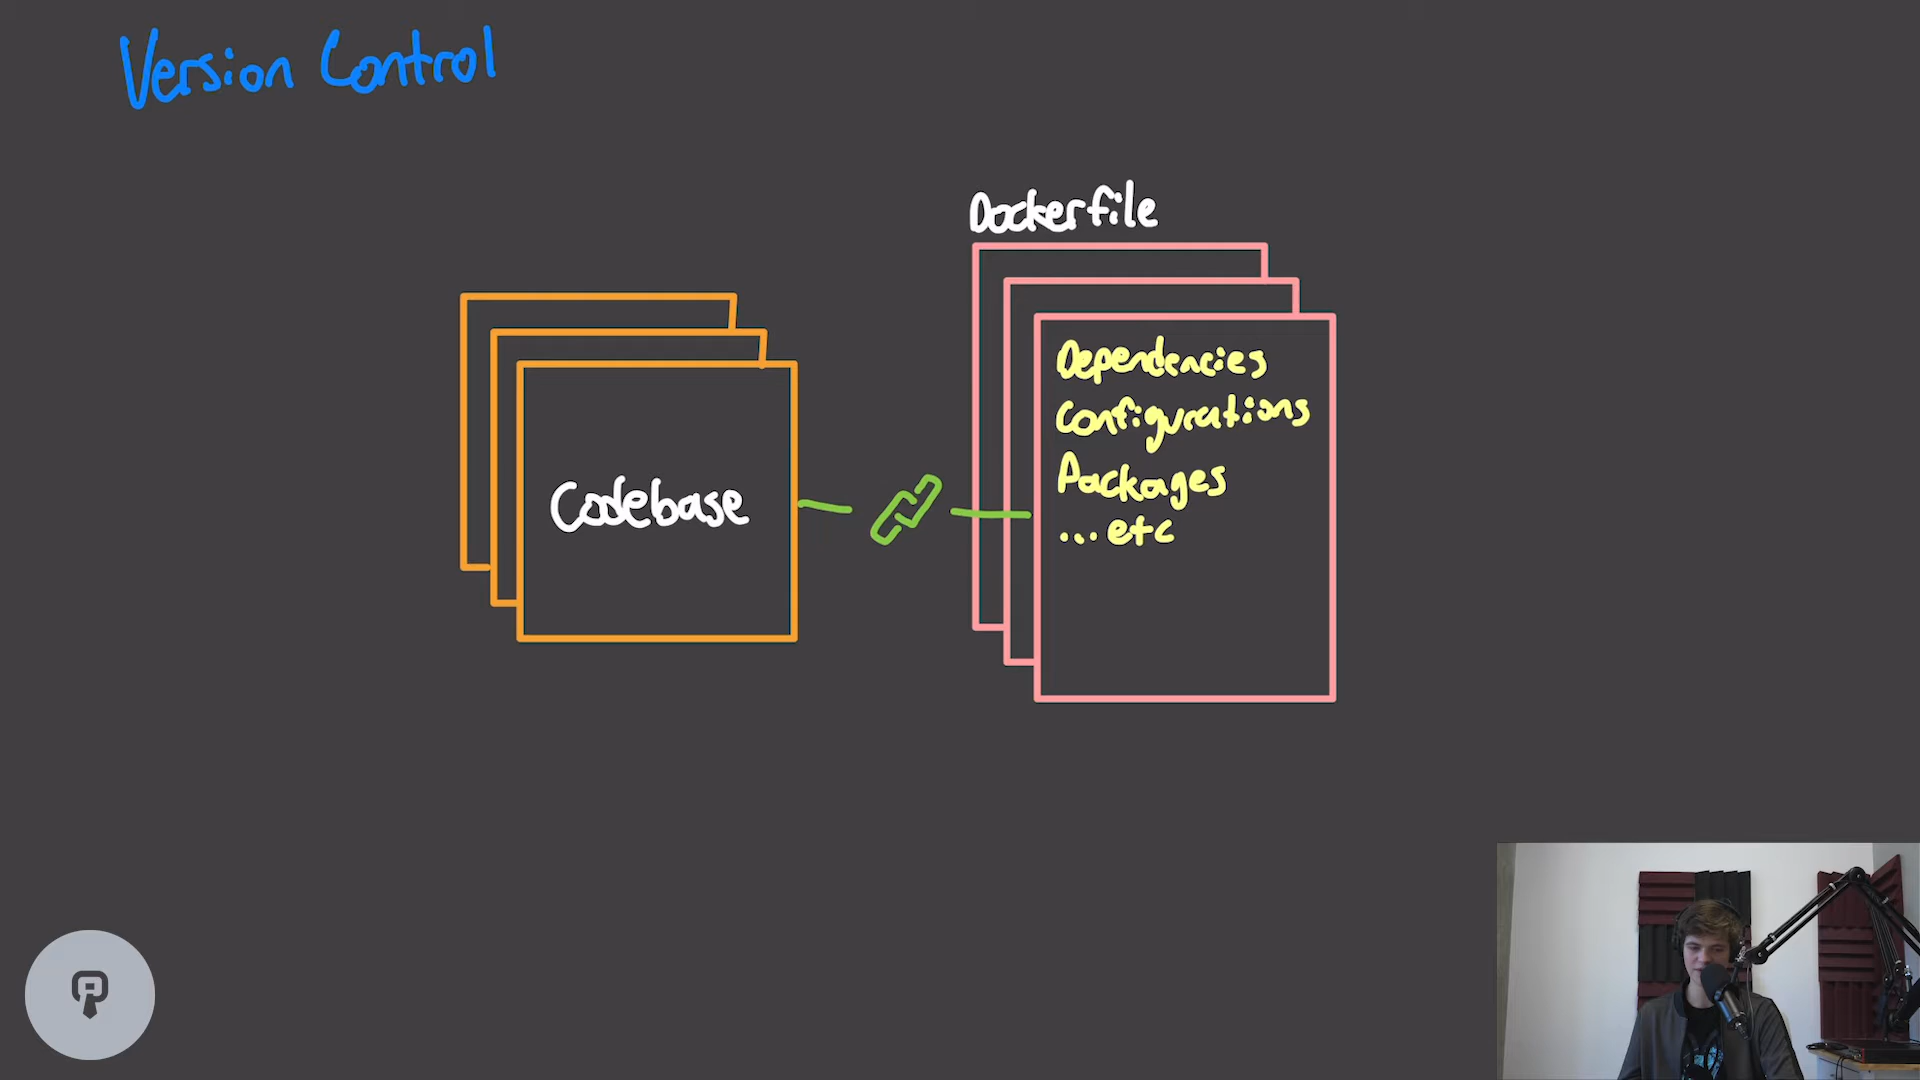 Version Control
Dockerfile
Dependencies
Configurations
Packages
...etc
Codebase